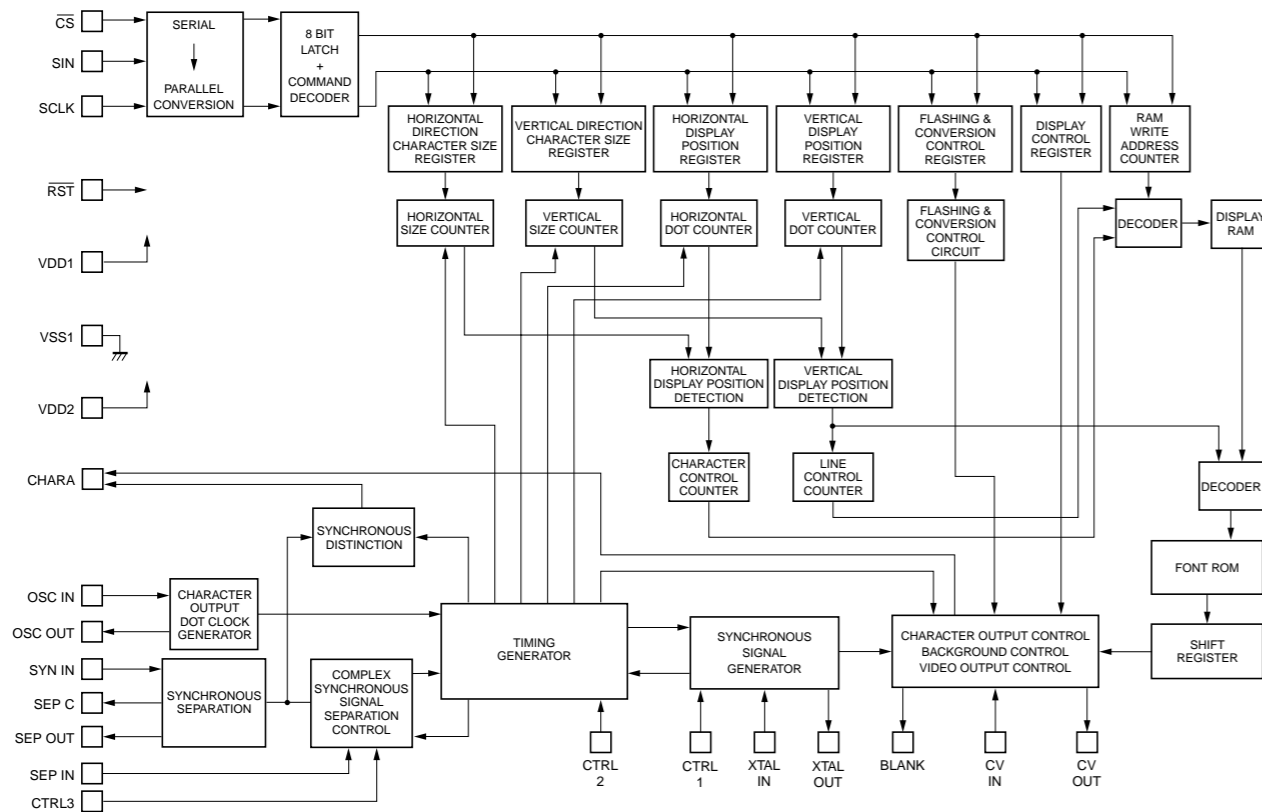 CS
SIN
SCLK
SERIAL
PARALLEL
CONVERSION
8 BIT
LATCH
+
COMMAND
DECODER
HORIZONTAL
DIRECTION
CHARACTER SIZE
REGISTER
VERTICAL DIRECTION
CHARACTER SIZE
REGISTER
HORIZONTAL
DISPLAY
POSITION
REGISTER
VERTICAL
DISPLAY
POSITION
REGISTER
FLASHING &
CONVERSION
CONTROL
REGISTER
DISPLAY
CONTROL
REGISTER
RAM
WRITE
ADDRESS
COUNTER
RST
HORIZONTAL
SIZE COUNTER
VERTICAL
SIZE COUNTER
HORIZONTAL
DOT COUNTER
VERTICAL
DOT COUNTER
FLASHING &
CONVERSION
CONTROL
CIRCUIT
DECODER
DISPLAY
RAM
VDD1
VSS1
VDD2
HORIZONTAL
DISPLAY POSITION
DETECTION
VERTICAL
DISPLAY POSITION
DETECTION
CHARA
CHARACTER
CONTROL
COUNTER
LINE
CONTROL
COUNTER
DECODER
SYNCHRONOUS
DISTINCTION
FONT ROM
OSC IN
OSC OUT
CHARACTER
OUTPUT
DOT CLOCK
GENERATOR
TIMING
GENERATOR
SYNCHRONOUS
SIGNAL
GENERATOR
CHARACTER OUTPUT CONTROL
BACKGROUND CONTROL
VIDEO OUTPUT CONTROL
SHIFT
REGISTER
SYN IN
SEP C
SEP OUT
SYNCHRONOUS
SEPARATION
COMPLEX
SYNCHRONOUS
SIGNAL
SEPARATION
CONTROL
SEP IN
CTRL3
CTRL
2
CTRL
1
XTAL
IN
XTAL
OUT
BLANK
CV
IN
CV
OUT